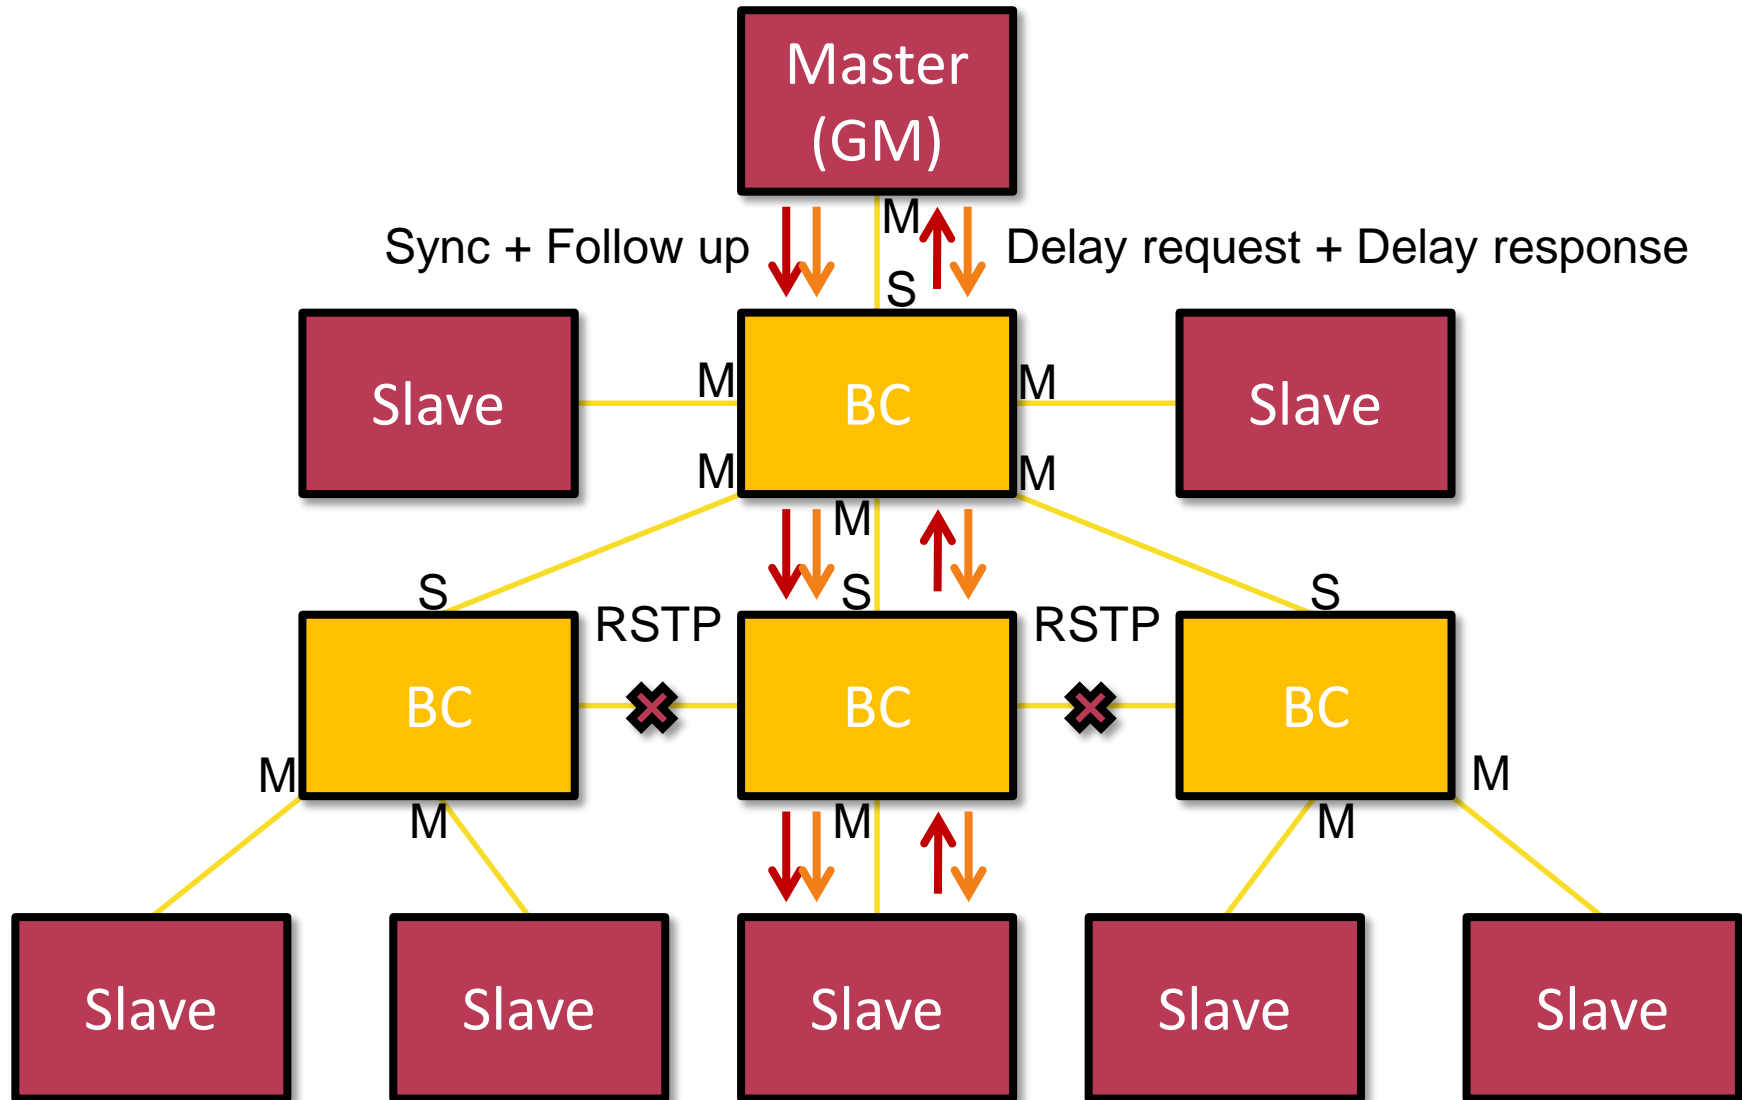 Master
(GM)
M
Sync + Follow up
Delay request + Delay response
S
Slave
M
BC
M
Slave
M
M
M
S
S
S
RSTP
RSTP
BC
BC
BC
M
M
M
M
M
Slave
Slave
Slave
Slave
Slave